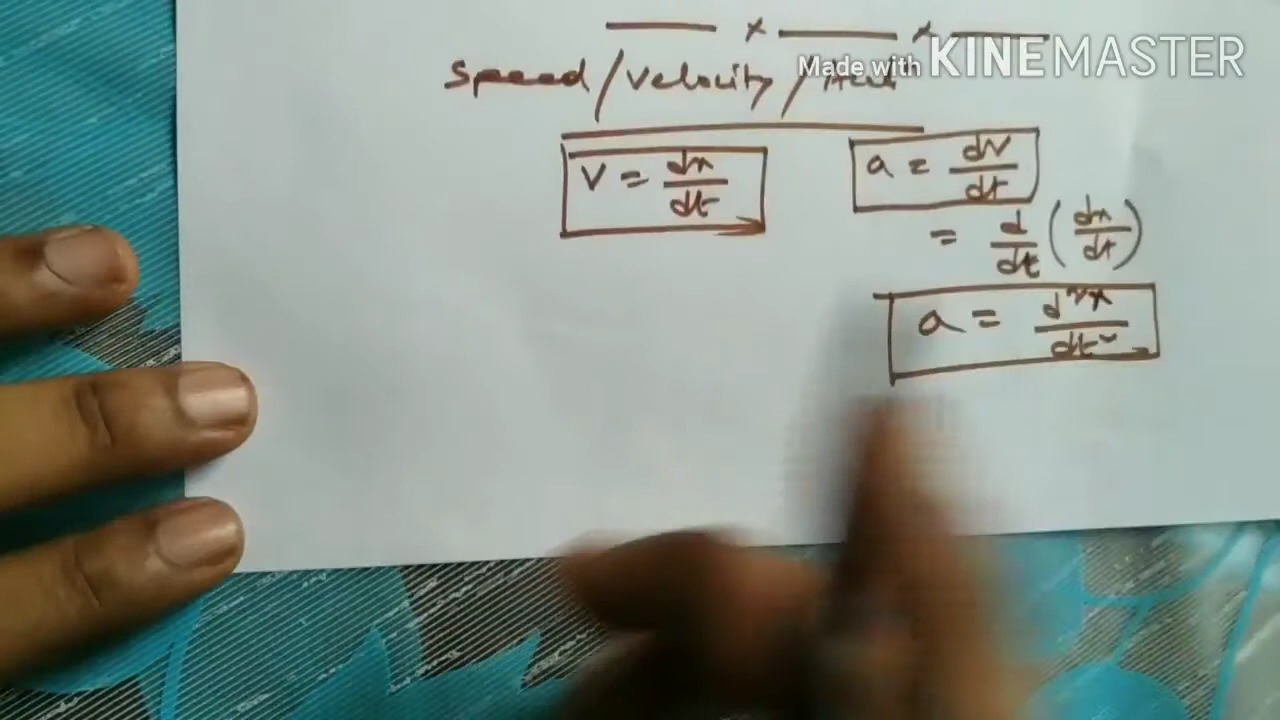 Made with KINEMASTER
Speed / Velocity /
v = dx/dt
a = dv/dt
= d/dt (dx/dt)
a = d²x/dt²